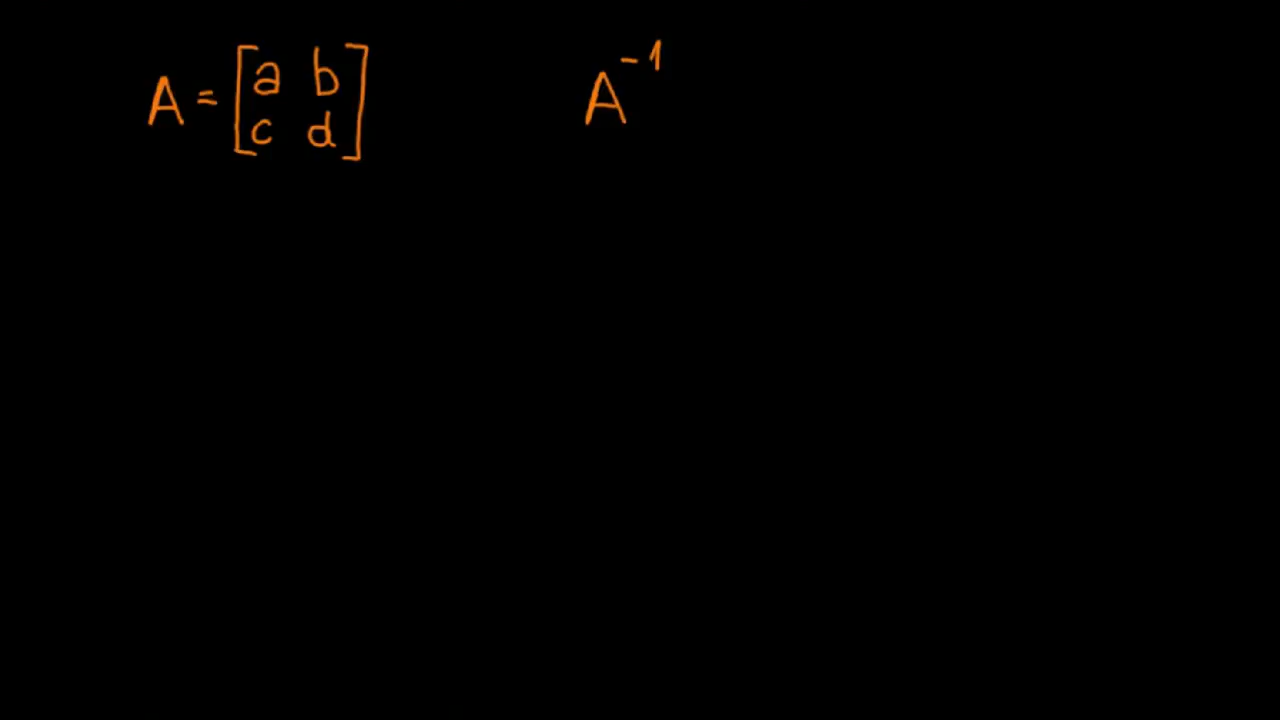 A = [a b
c d]
A⁻¹